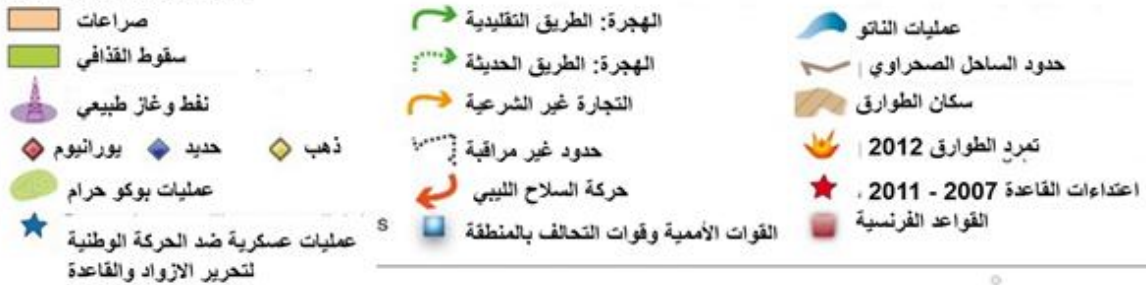 صراعات
سقوط القذافي
نفط وغاز طبيعي
يورانيوم حديد ذهب
عمليات بوكو حرام
عمليات عسكرية ضد الحركة الوطنية
لتحرير الازواد والقاعدة
الهجرة: الطريق التقليدية
الهجرة: الطريق الحديثة
التجارة غير الشرعية
حدود غير مراقبة
حركة السلاح الليبي
s القوات الأممية وقوات التحالف بالمنطقة
عمليات الناتو
حدود الساحل الصحراوي
سكان الطوارق
تمرد الطوارق 2012
اعتداءات القاعدة 2007 - 2011 .
القواعد الفرنسية